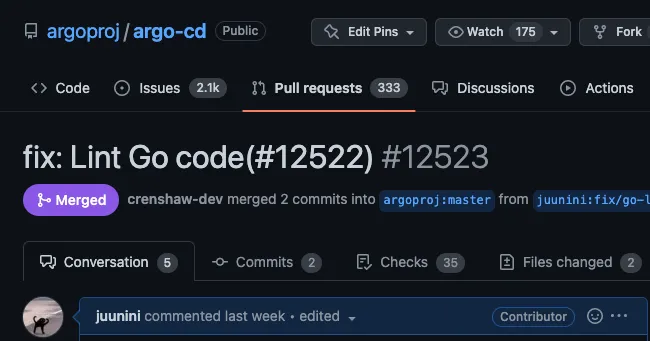 argoproj / argo-cd Public Edit Pins Watch 175 Fork
Code Issues 2.1k Pull requests 333 Discussions Actions
fix: Lint Go code(#12522) #12523
Merged crenshaw-dev merged 2 commits into argoproj:master from juunini:fix/go-l
Conversation 5 Commits 2 Checks 35 Files changed 2
juunini commented last week • edited Contributor